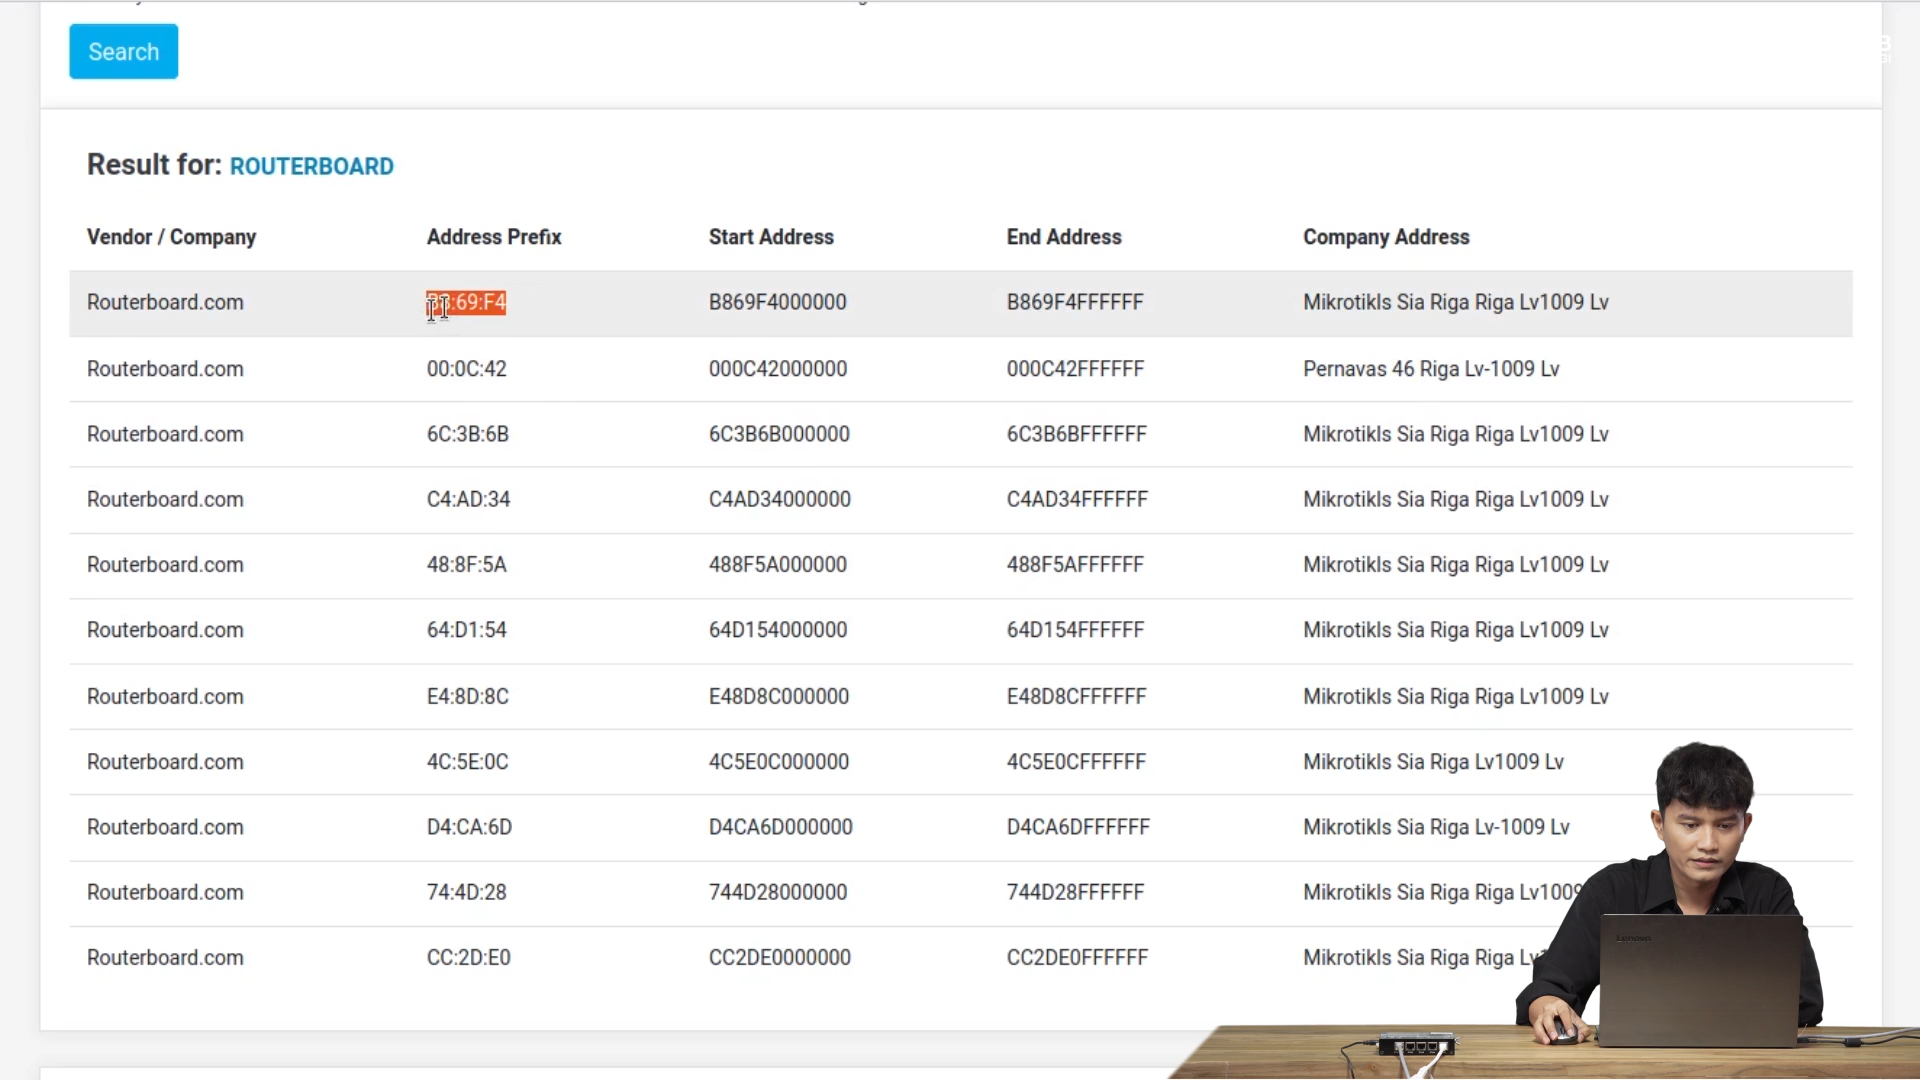 Search
Result for: ROUTERBOARD
Vendor / Company Address Prefix Start Address End Address Company Address
Routerboard.com B8:69:F4 B869F4000000 B869F4FFFFFF Mikrotikls Sia Riga Riga Lv1009 Lv
Routerboard.com 00:0C:42 000C42000000 000C42FFFFFF Pernavas 46 Riga Lv-1009 Lv
Routerboard.com 6C:3B:6B 6C3B6B000000 6C3B6BFFFFFF Mikrotikls Sia Riga Riga Lv1009 Lv
Routerboard.com C4:AD:34 C4AD34000000 C4AD34FFFFFF Mikrotikls Sia Riga Riga Lv1009 Lv
Routerboard.com 48:8F:5A 488F5A000000 488F5AFFFFFF Mikrotikls Sia Riga Riga Lv1009 Lv
Routerboard.com 64:D1:54 64D154000000 64D154FFFFFF Mikrotikls Sia Riga Riga Lv1009 Lv
Routerboard.com E4:8D:8C E48D8C000000 E48D8CFFFFFF Mikrotikls Sia Riga Riga Lv1009 Lv
Routerboard.com 4C:5E:0C 4C5E0C000000 4C5E0CFFFFFF Mikrotikls Sia Riga Lv1009 Lv
Routerboard.com D4:CA:6D D4CA6D000000 D4CA6DFFFFFF Mikrotikls Sia Riga Lv-1009 Lv
Routerboard.com 74:4D:28 744D28000000 744D28FFFFFF Mikrotikls Sia Riga Riga Lv1009
Routerboard.com CC:2D:E0 CC2DE0000000 CC2DE0FFFFFF Mikrotikls Sia Riga Riga
Lenovo